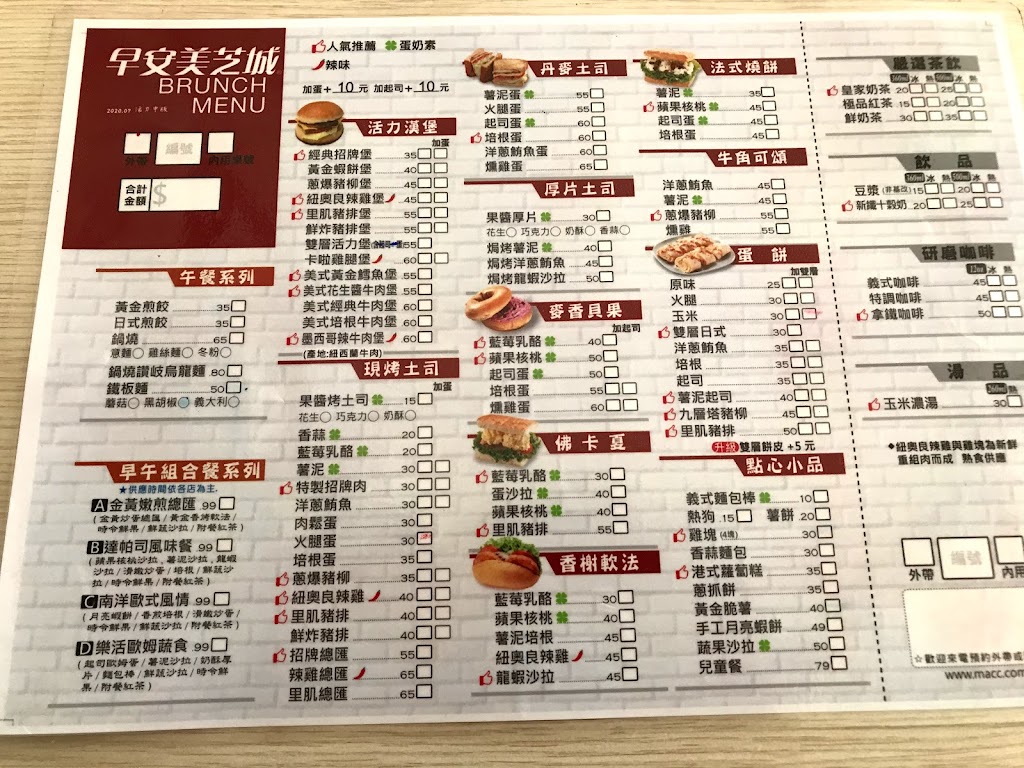 早安美芝城
BRUNCH
MENU
2020.07 活力中版
外帶 編號 內用桌號
合計金額 $
午餐系列
黃金煎餃 35
日式煎餃 35
鍋燒 65
意麵 雞絲麵 冬粉
鍋燒讚岐烏龍麵 80
鐵板麵 50
蘑菇 黑胡椒 義大利
早午組合餐系列
★供應時間依各店為主.
A 金黃嫩煎總匯 99
(金黃炒蛋總匯/黃金香烤軟法/
時令鮮果/鮮蔬沙拉/附餐紅茶)
B 達帕司風味餐 99
(蘋果核桃沙拉、薯泥沙拉、龍蝦
沙拉/滑嫩炒蛋/培根/鮮蔬沙
拉/時令鮮果/附餐紅茶)
C 南洋歐式風情 99
(月亮蝦餅/香煎培根/滑嫩炒蛋/
時令鮮果/鮮蔬沙拉/附餐紅茶)
D 樂活歐姆蔬食 99
(起司歐姆蛋/薯泥沙拉/奶酥厚
片/麵包棒/鮮蔬沙拉/時令鮮
果/附餐紅茶)
人氣推薦 蛋奶素
辣味
加蛋+ 10 元 加起司+ 10 元
活力漢堡
加蛋
經典招牌堡 35
黃金蝦餅堡 40
蔥爆豬柳堡 45
紐奧良辣雞堡 45
里肌豬排堡 55
鮮炸豬排堡 55
雙層活力堡 55
卡啦雞腿堡 60
美式黃金鱈魚堡 55
美式花生醬牛肉堡 55
美式經典牛肉堡 60
美式培根牛肉堡 60
墨西哥辣牛肉堡 60
(產地:紐西蘭牛肉)
現烤土司
加蛋
果醬烤土司 15
花生 巧克力 奶酥
香蒜 20
藍莓乳酪 20
薯泥 30
特製招牌肉 30
洋蔥鮪魚 30
肉鬆蛋 30
火腿蛋 30
培根蛋 35
蔥爆豬柳 35
紐奧良辣雞 40
里肌豬排 40
鮮炸豬排 40
招牌總匯 55
辣雞總匯 65
里肌總匯 65
丹麥土司
薯泥蛋 55
火腿蛋 55
起司蛋 60
培根蛋 60
洋蔥鮪魚蛋 60
燻雞蛋 65
厚片土司
果醬厚片 30
花生 巧克力 奶酥 香蒜
焗烤薯泥 40
焗烤洋蔥鮪魚 45
焗烤龍蝦沙拉 50
麥香貝果
加起司
藍莓乳酪 40
蘋果核桃 50
起司蛋 50
培根蛋 55
燻雞蛋 60
佛卡夏
藍莓乳酪 30
蛋沙拉 40
蘋果核桃 40
里肌豬排 55
香榭軟法
藍莓乳酪 30
蘋果核桃 40
薯泥培根 45
紐奧良辣雞 45
龍蝦沙拉 45
法式燒餅
薯泥 35
蘋果核桃 40
起司蛋 45
培根蛋 45
牛角可頌
洋蔥鮪魚 45
薯泥 45
蔥爆豬柳 55
燻雞 55
蛋餅
加雙層
原味 25
火腿 30
玉米 30
雙層日式 30
洋蔥鮪魚 35
培根 35
起司 35
薯泥起司 40
九層塔豬柳 45
里肌豬排 50
升級 雙層餅皮 +5 元
點心小品
義式麵包棒 10
熱狗 15 薯餅 20
雞塊(4塊) 30
香蒜麵包 30
港式蘿蔔糕 35
蔥抓餅 35
黃金脆薯 40
手工月亮蝦餅 49
蔬果沙拉 50
兒童餐 79
嚴選茶飲
360ml 冰 熱 500ml 冰 熱
皇家奶茶 20 25
極品紅茶 15 20
鮮奶茶 30 35
飲品
360ml 冰 熱 500ml 冰 熱
豆漿(非基改) 15 20
新鐵十穀奶 20 25
研磨咖啡
冰 熱
義式咖啡 45
特調咖啡 45
拿鐵咖啡 50
湯品
260ml 熱
玉米濃湯 30
◆紐奧良辣雞與雞塊為新鮮
重組肉而成 熟食供應
外帶 編號 內用
☆歡迎來電預約外帶或
www.macc.com